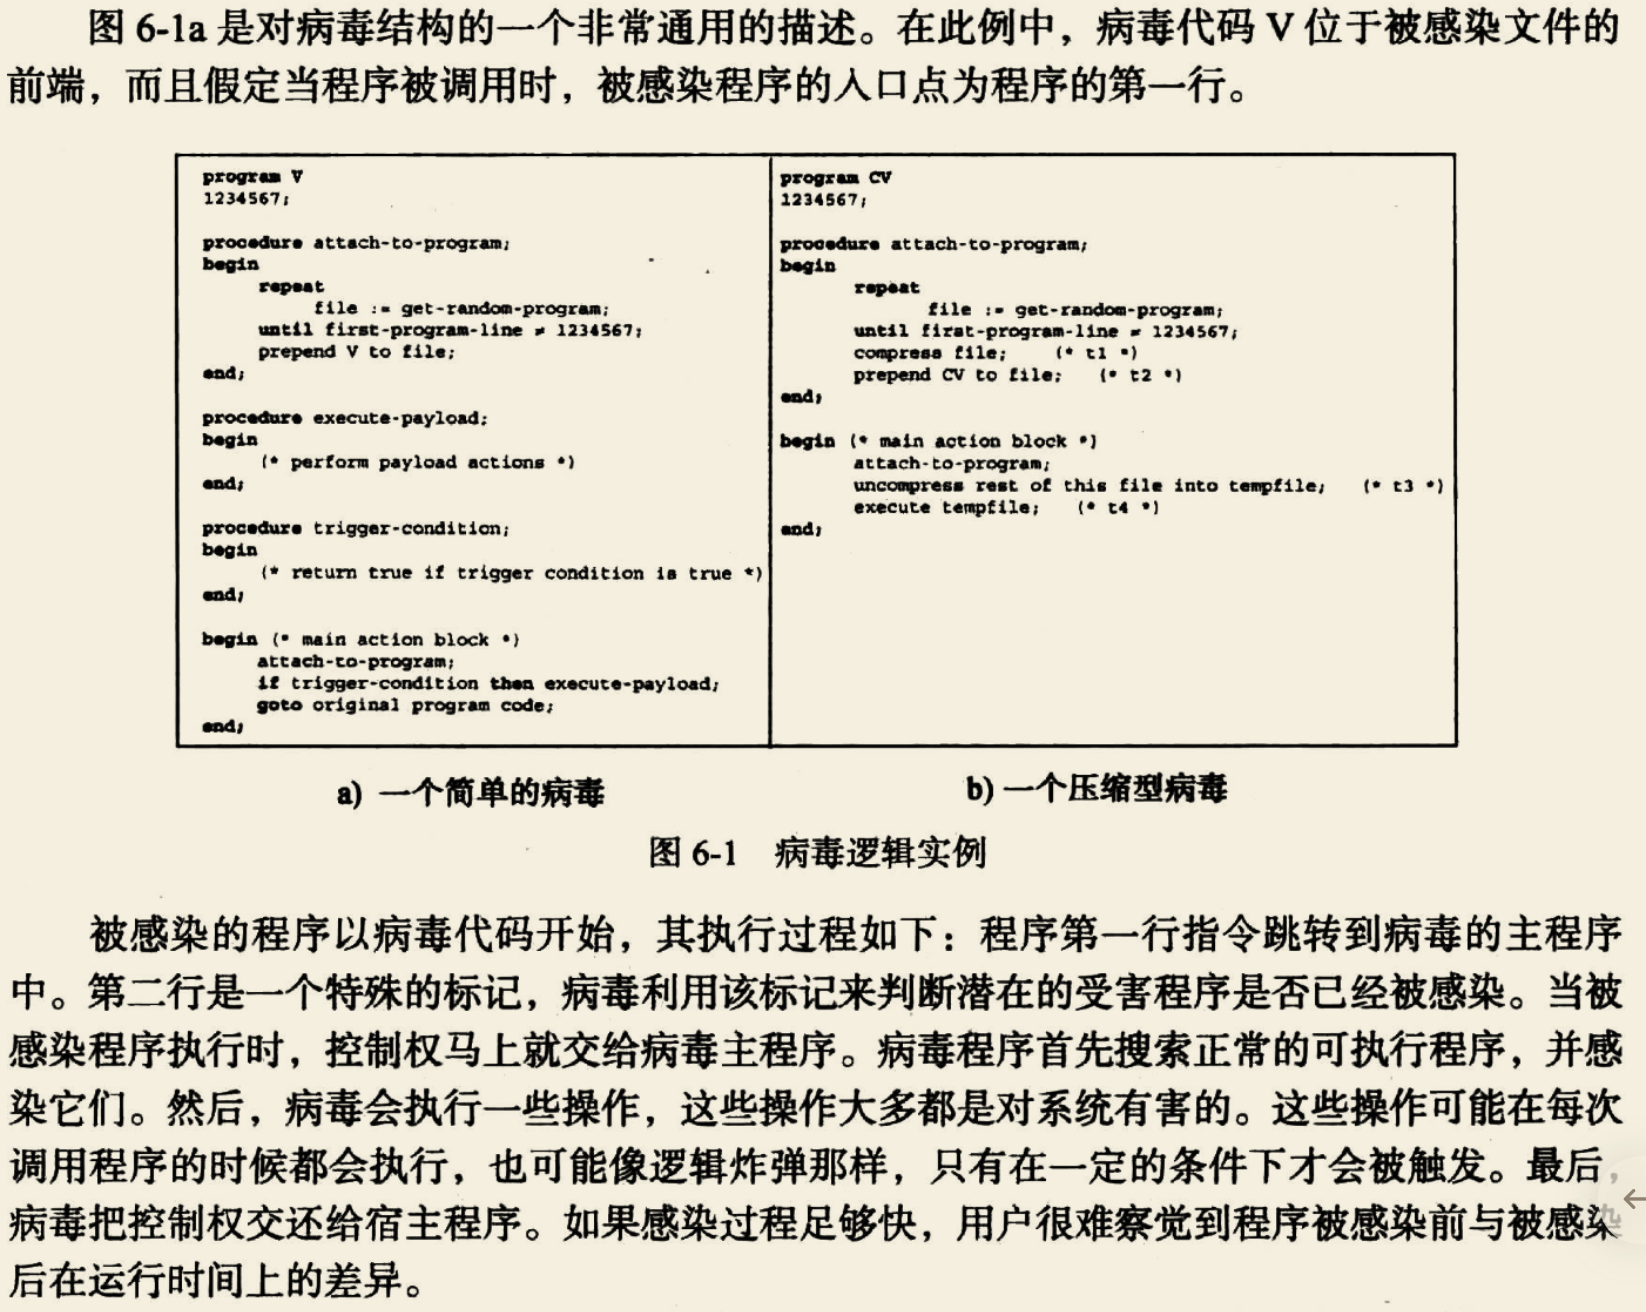 图 6-1a 是对病毒结构的一个非常通用的描述。在此例中，病毒代码 V 位于被感染文件的
前端，而且假定当程序被调用时，被感染程序的入口点为程序的第一行。
program V
1234567;
procedure attach-to-program;
begin
repeat
file := get-random-program;
until first-program-line ≠ 1234567;
prepend V to file;
end;
procedure execute-payload;
begin
(* perform payload actions *)
end;
procedure trigger-condition;
begin
(* return true if trigger condition is true *)
end;
begin (* main action block *)
attach-to-program;
if trigger-condition then execute-payload;
goto original program code;
end;
program CV
1234567;
procedure attach-to-program;
begin
repeat
file := get-random-program;
until first-program-line ≠ 1234567;
compress file; (* t1 *)
prepend CV to file; (* t2 *)
end;
begin (* main action block *)
attach-to-program;
uncompress rest of this file into tempfile; (* t3 *)
execute tempfile; (* t4 *)
end;
a) 一个简单的病毒
b) 一个压缩型病毒
图 6-1 病毒逻辑实例
被感染的程序以病毒代码开始，其执行过程如下：程序第一行指令跳转到病毒的主程序
中。第二行是一个特殊的标记，病毒利用该标记来判断潜在的受害程序是否已经被感染。当被
感染程序执行时，控制权马上就交给病毒主程序。病毒程序首先搜索正常的可执行程序，并感
染它们。然后，病毒会执行一些操作，这些操作大多都是对系统有害的。这些操作可能在每次
调用程序的时候都会执行，也可能像逻辑炸弹那样，只有在一定的条件下才会被触发。最后，
病毒把控制权交还给宿主程序。如果感染过程足够快，用户很难察觉到程序被感染前与被感染
后在运行时间上的差异。